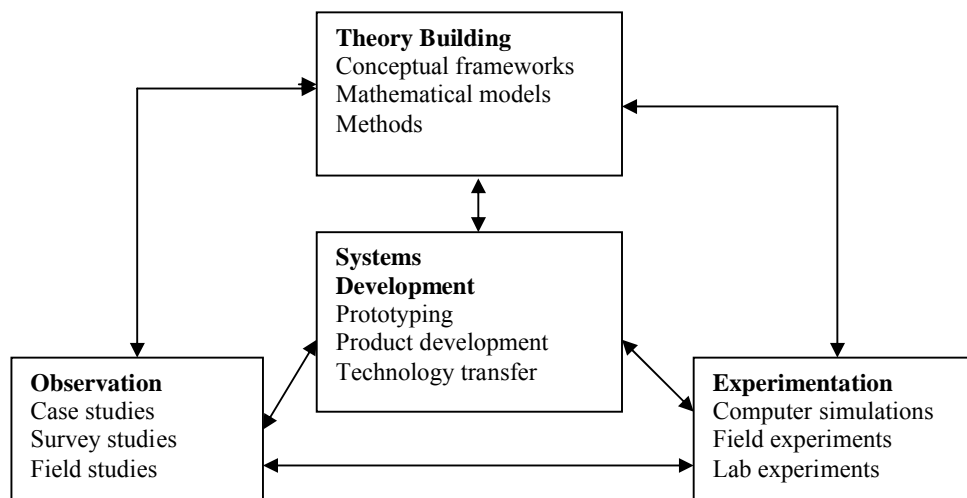 Theory Building
Conceptual frameworks
Mathematical models
Methods
Systems
Development
Prototyping
Product development
Technology transfer
Observation
Case studies
Survey studies
Field studies
Experimentation
Computer simulations
Field experiments
Lab experiments